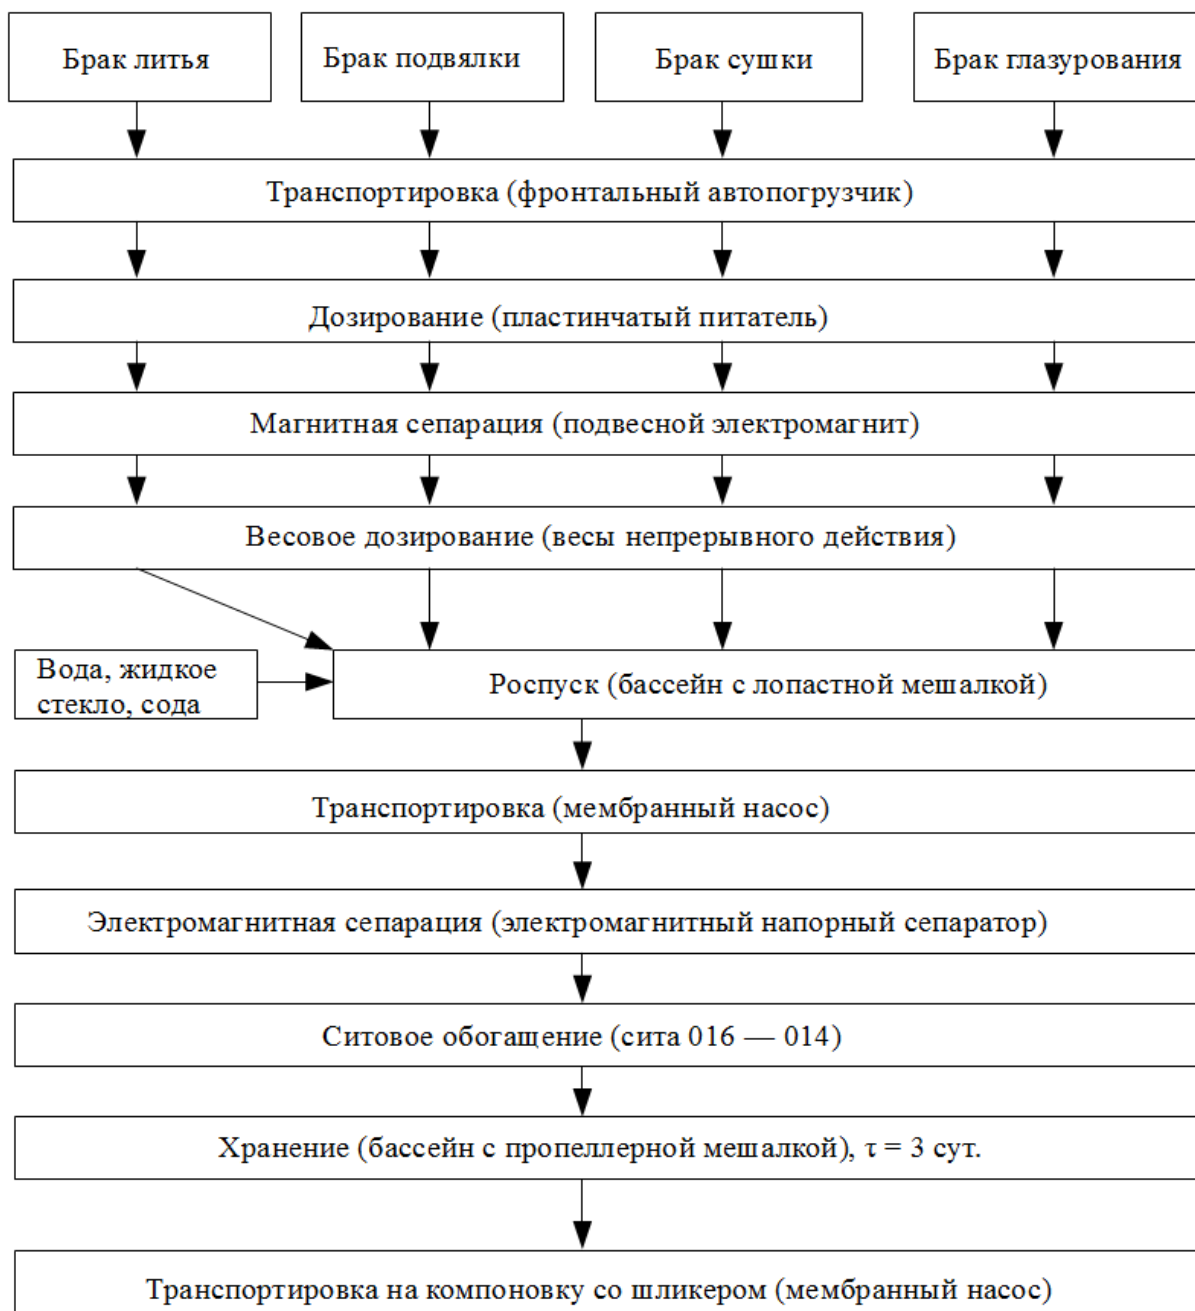 Брак литья
Брак подвялки
Брак сушки
Брак глазурования
Транспортировка (фронтальный автопогрузчик)
Дозирование (пластинчатый питатель)
Магнитная сепарация (подвесной электромагнит)
Весовое дозирование (весы непрерывного действия)
Вода, жидкое
стекло, сода
Роспуск (бассейн с лопастной мешалкой)
Транспортировка (мембранный насос)
Электромагнитная сепарация (электромагнитный напорный сепаратор)
Ситовое обогащение (сита 016 — 014)
Хранение (бассейн с пропеллерной мешалкой), τ = 3 сут.
Транспортировка на компоновку со шликером (мембранный насос)